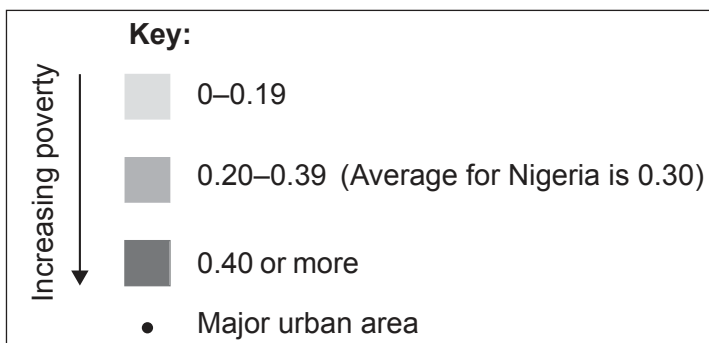 Key:
Increasing poverty
0–0.19
0.20–0.39 (Average for Nigeria is 0.30)
0.40 or more
Major urban area